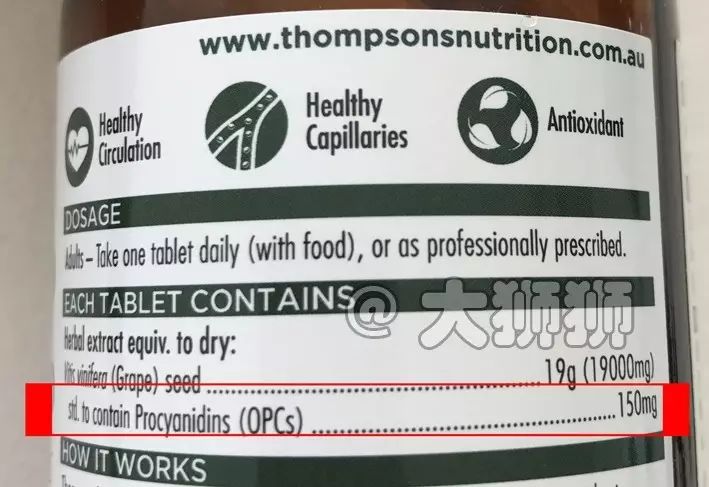 www.thompsonsnutrition.com.au
Healthy
Circulation
Healthy
Capillaries
Antioxidant
DOSAGE
Adults – Take one tablet daily (with food), or as professionally prescribed.
EACH TABLET CONTAINS
@大狮狮
Herbal extract equiv. to dry:
Vitis vinifera (Grape) seed ........................................ 19g (19000mg)
std. to contain Procyanidins (OPCs) ........................................ 150mg
HOW IT WORKS